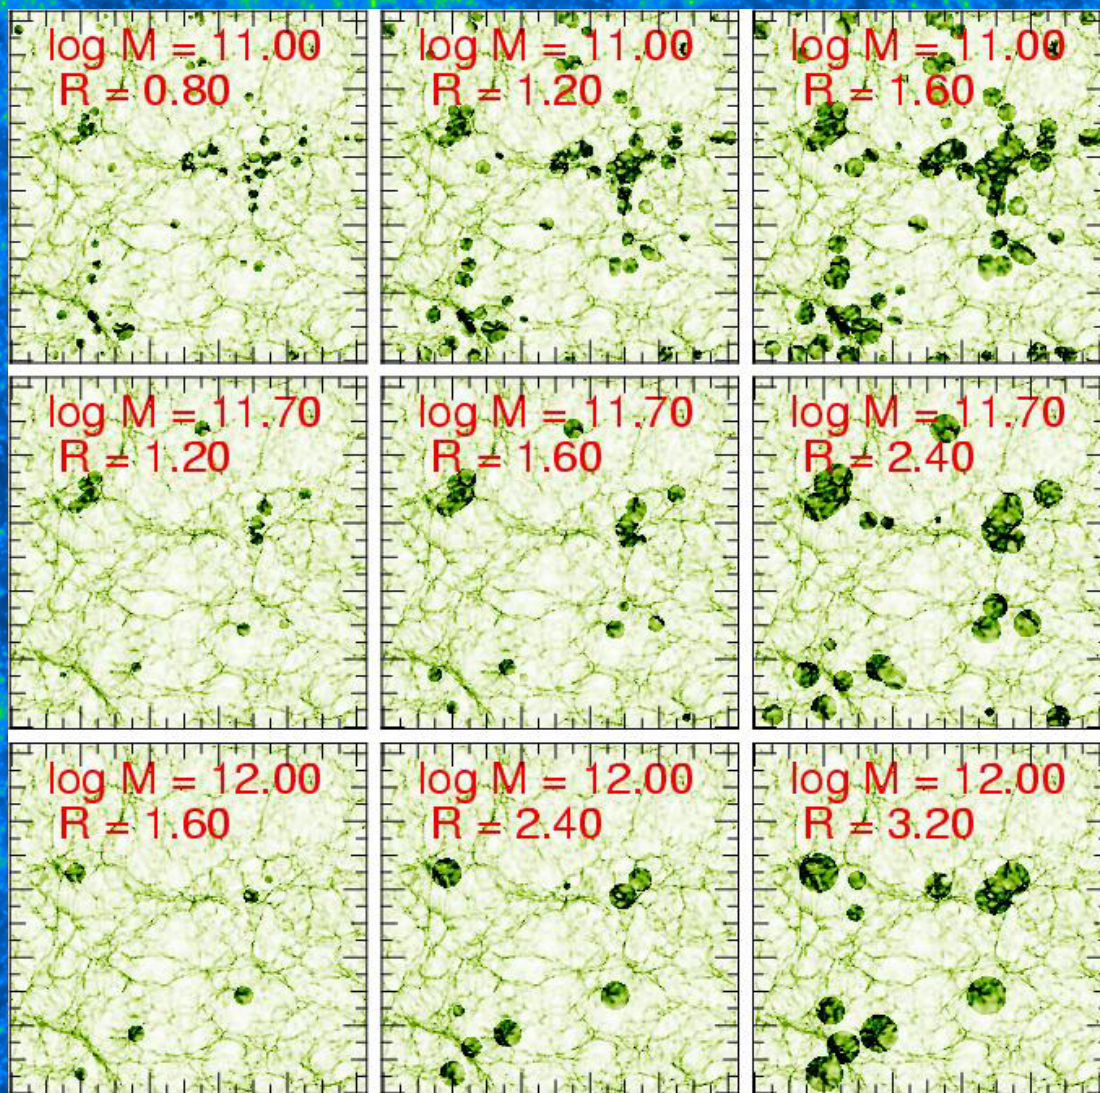 log M = 11.00
R = 0.80
log M = 11.00
R = 1.20
log M = 11.00
R = 1.60
log M = 11.70
R = 1.20
log M = 11.70
R = 1.60
log M = 11.70
R = 2.40
log M = 12.00
R = 1.60
log M = 12.00
R = 2.40
log M = 12.00
R = 3.20